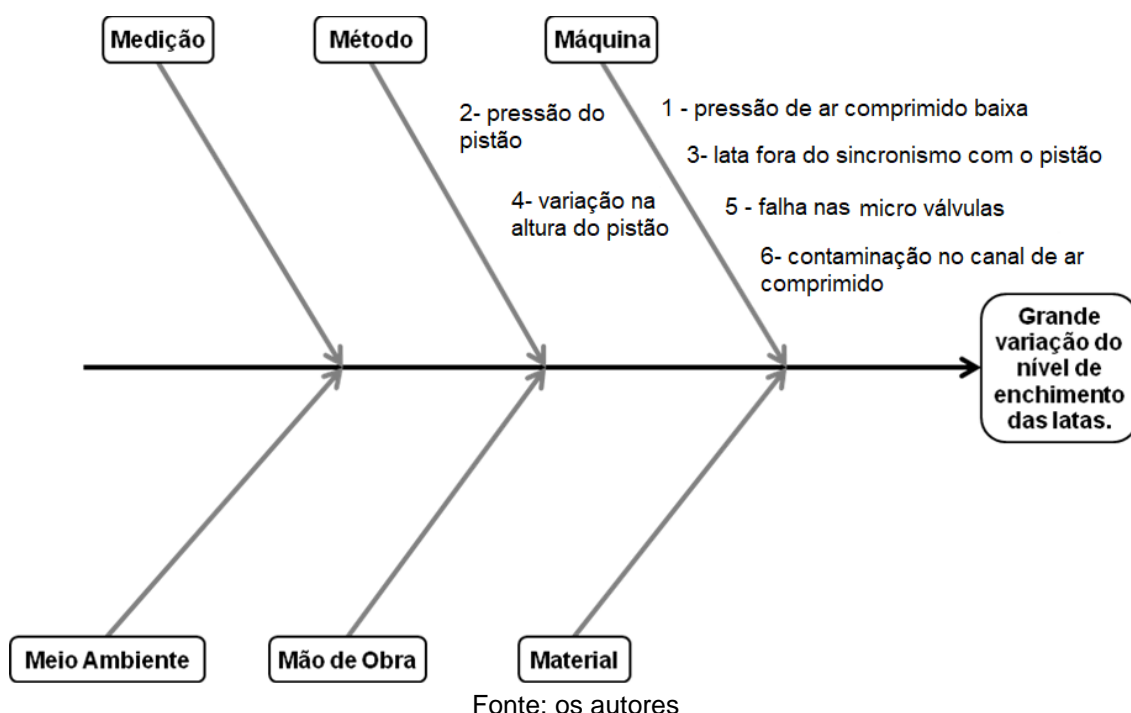 Medição
Método
Máquina
2- pressão do
pistão
1 - pressão de ar comprimido baixa
3- lata fora do sincronismo com o pistão
4- variação na
altura do pistão
5 - falha nas micro válvulas
6- contaminação no canal de ar
comprimido
Grande
variação do
nível de
enchimento
das latas.
Meio Ambiente
Mão de Obra
Material
Fonte: os autores